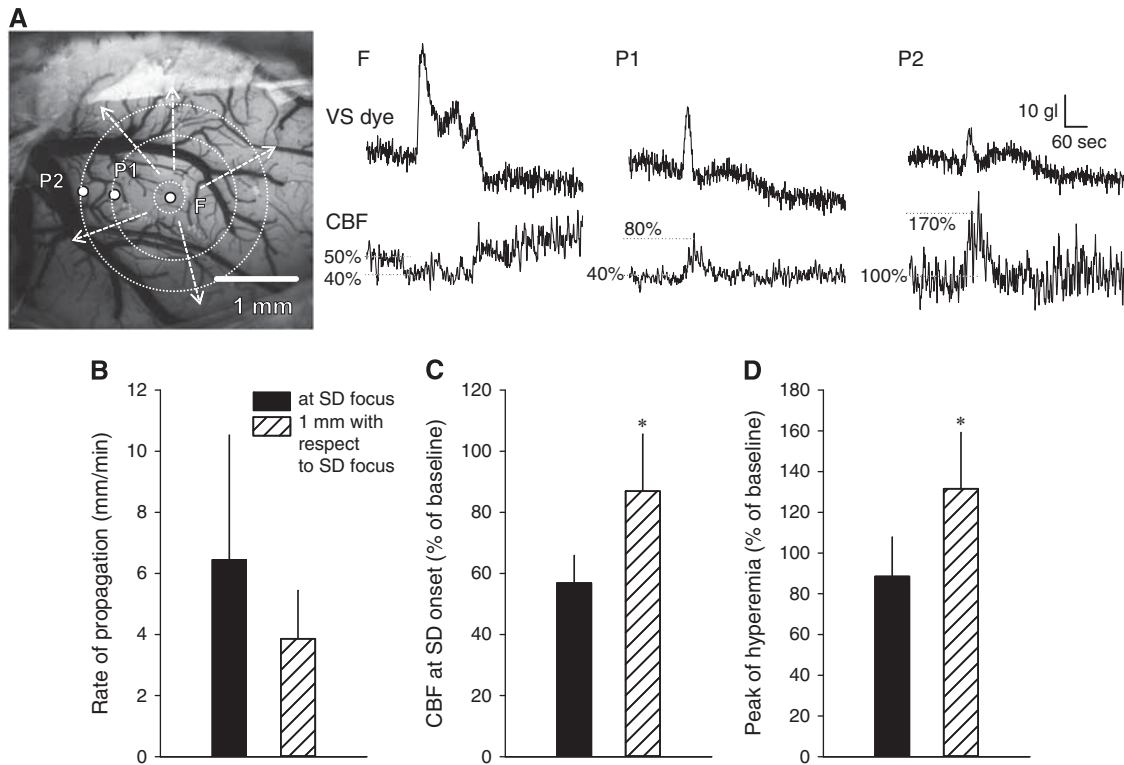 A
F
P1
P2
VS dye
10 gl
60 sec
P2
P1
F
1 mm
CBF
50%
40%
80%
40%
170%
100%
B
C
D
at SD focus
1 mm with
respect
to SD focus
Rate of propagation (mm/min)
12
10
8
6
4
2
0
CBF at SD onset (% of baseline)
120
100
80
60
40
20
0
*
Peak of hyperemia (% of baseline)
180
160
140
120
100
80
60
40
20
0
*